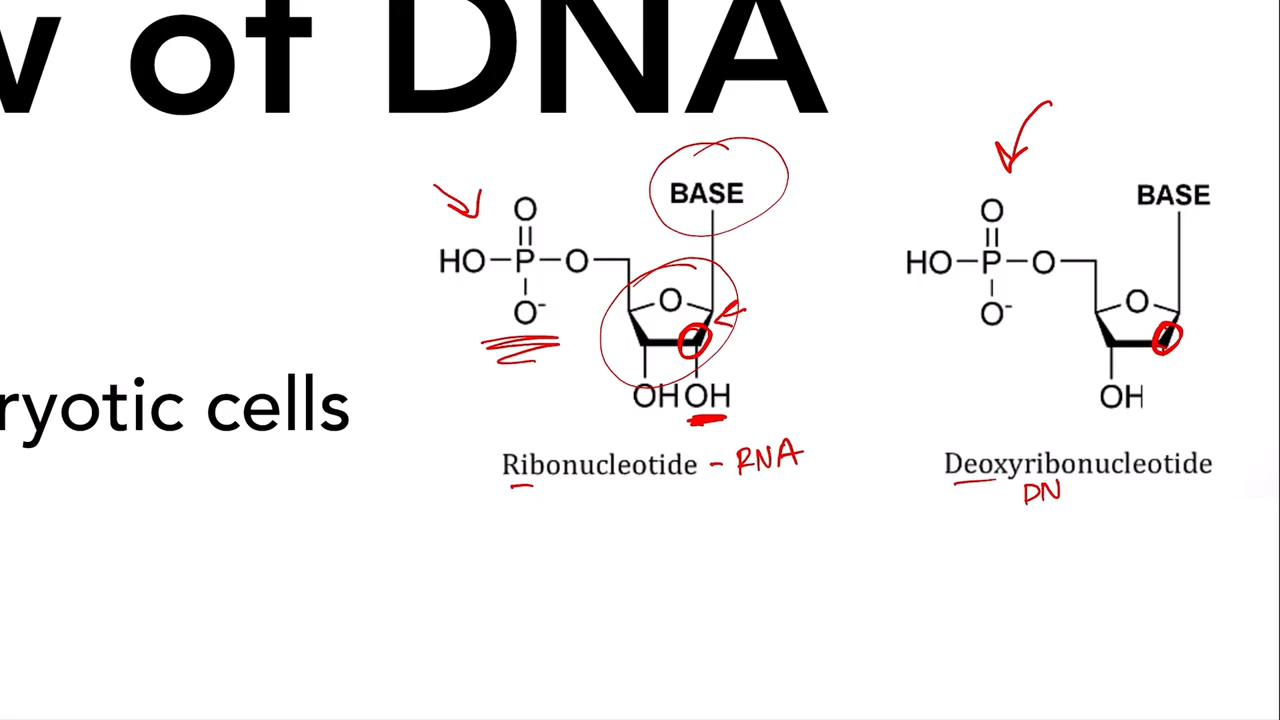 w of DNA
BASE
BASE
O
O
HO–P–O
O
HO–P–O
O
O-
O-
OH OH
OH
ryotic cells
Ribonucleotide - RNA
Deoxyribonucleotide
DN